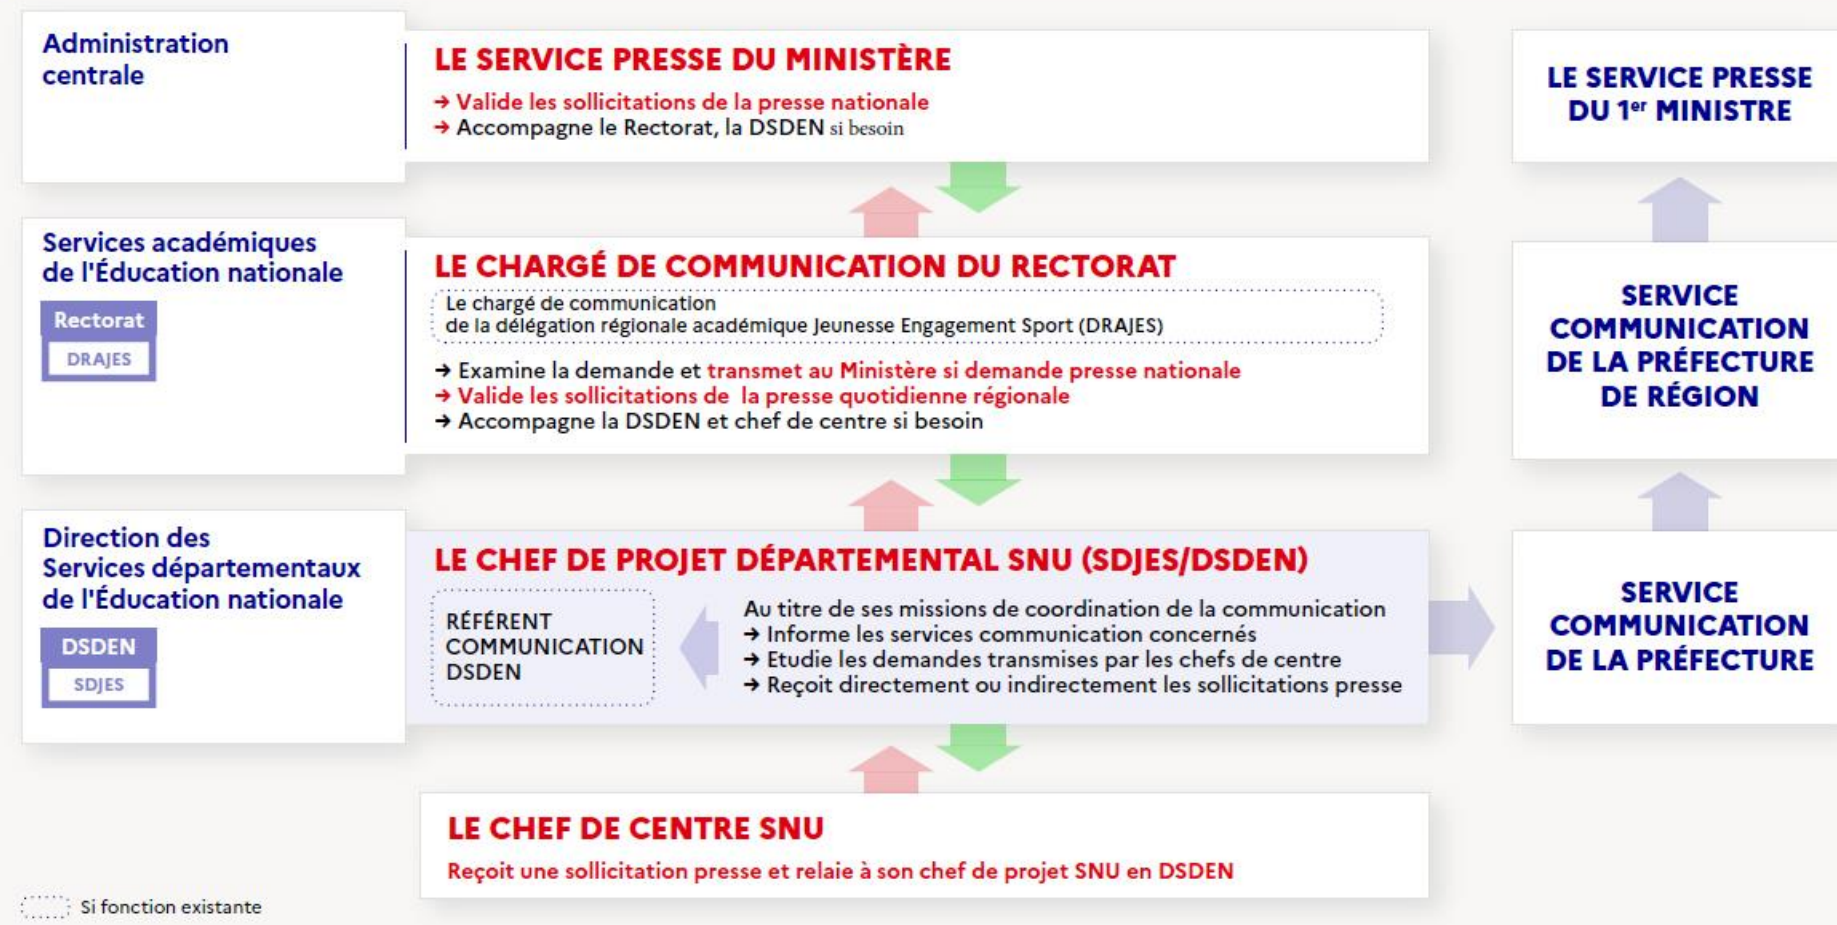 Administration
centrale
LE SERVICE PRESSE DU MINISTÈRE
→ Valide les sollicitations de la presse nationale
→ Accompagne le Rectorat, la DSDEN si besoin
LE SERVICE PRESSE
DU 1er MINISTRE
Services académiques
de l'Éducation nationale
Rectorat
DRAJES
LE CHARGÉ DE COMMUNICATION DU RECTORAT
Le chargé de communication
de la délégation régionale académique Jeunesse Engagement Sport (DRAJES)
→ Examine la demande et transmet au Ministère si demande presse nationale
→ Valide les sollicitations de la presse quotidienne régionale
→ Accompagne la DSDEN et chef de centre si besoin
SERVICE
COMMUNICATION
DE LA PRÉFECTURE
DE RÉGION
Direction des
Services départementaux
de l'Éducation nationale
DSDEN
SDJES
LE CHEF DE PROJET DÉPARTEMENTAL SNU (SDJES/DSDEN)
RÉFÉRENT
COMMUNICATION
DSDEN
Au titre de ses missions de coordination de la communication
→ Informe les services communication concernés
→ Etudie les demandes transmises par les chefs de centre
→ Reçoit directement ou indirectement les sollicitations presse
SERVICE
COMMUNICATION
DE LA PRÉFECTURE
LE CHEF DE CENTRE SNU
Reçoit une sollicitation presse et relaie à son chef de projet SNU en DSDEN
Si fonction existante